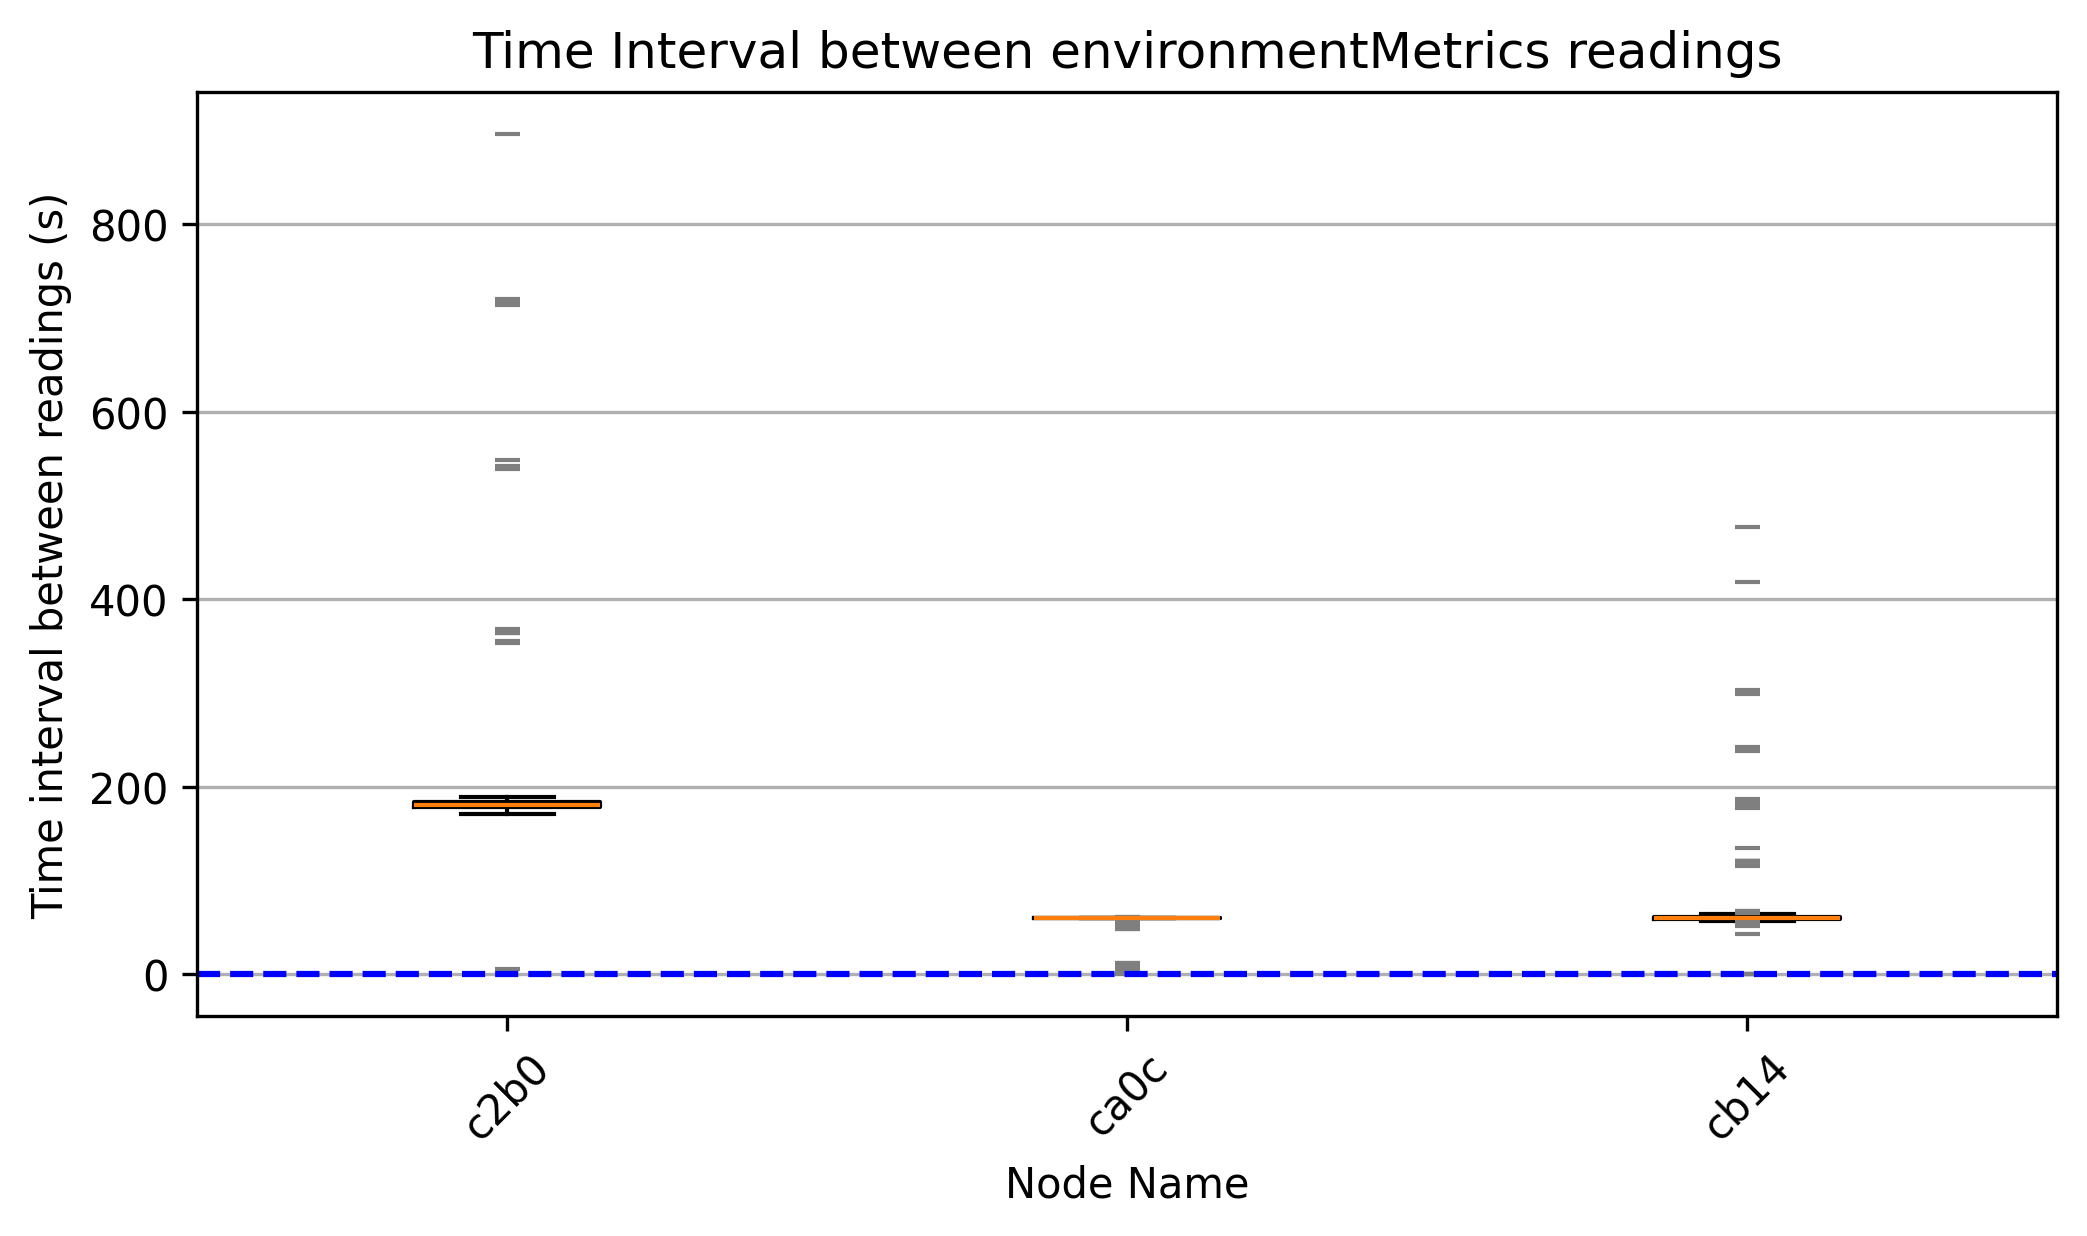 Time Interval between environmentMetrics readings
Time interval between readings (s)
800
600
400
200
0
c2b0
ca0c
cb14
Node Name